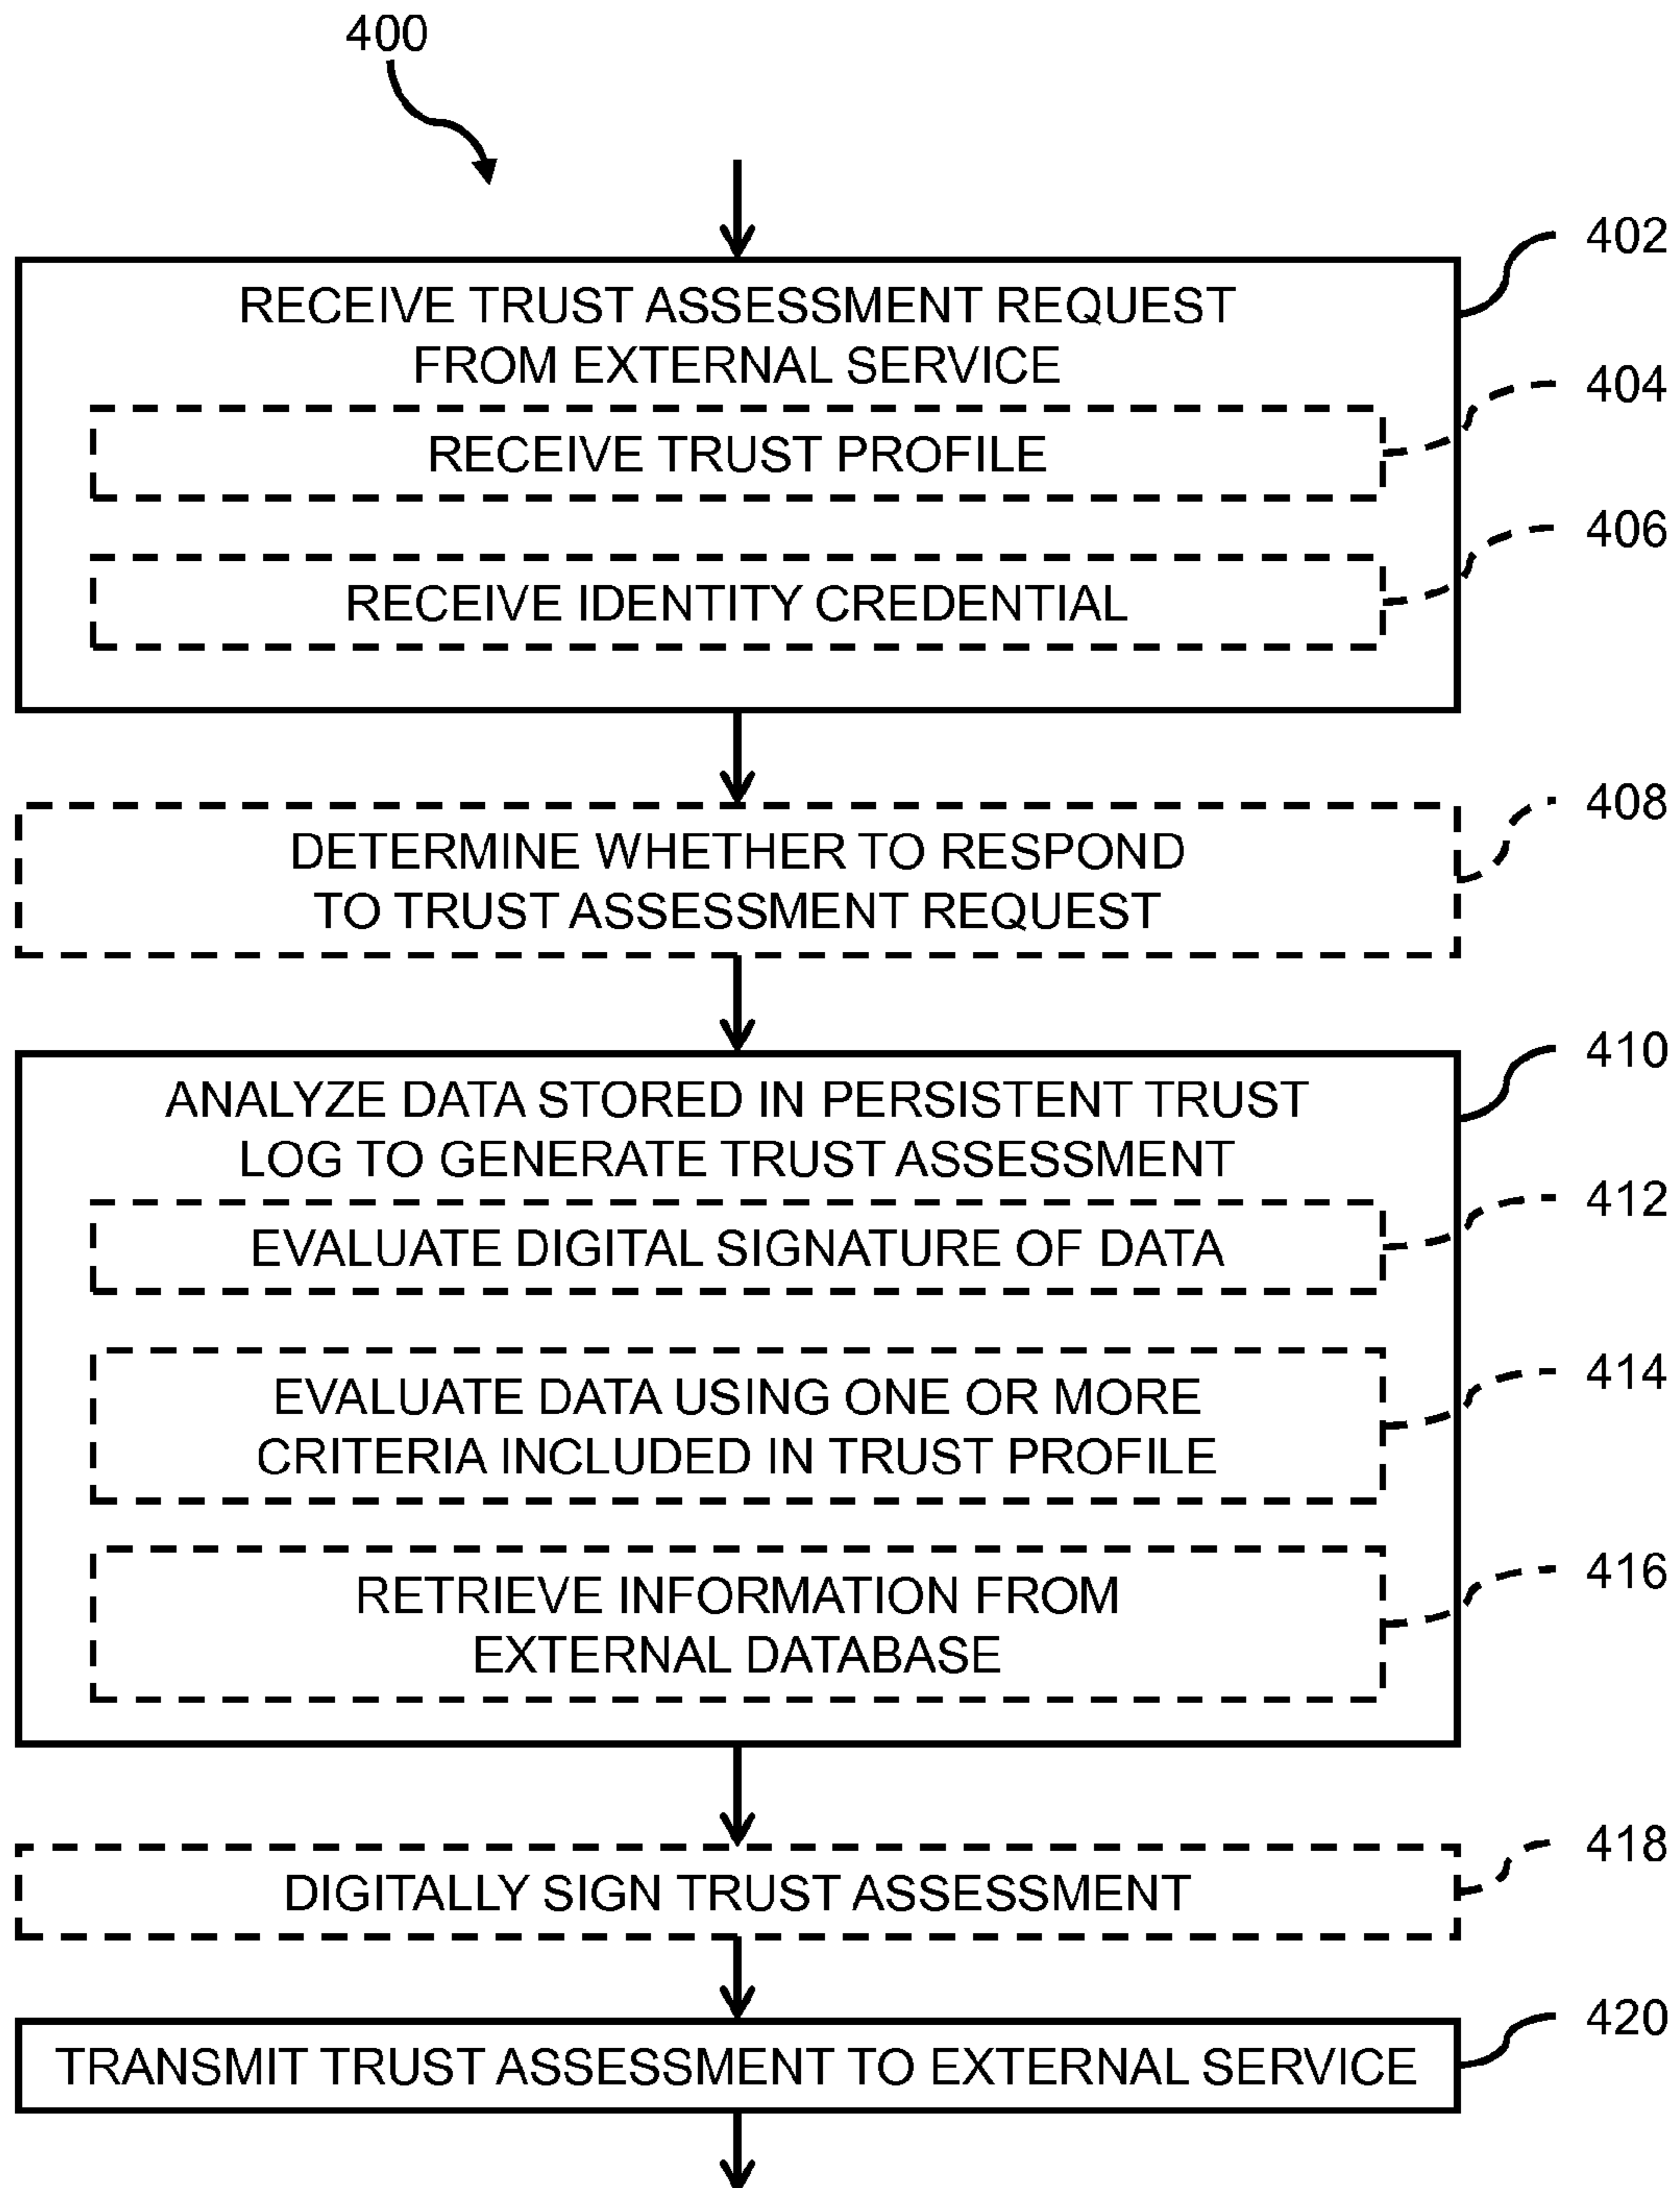 400
402
RECEIVE TRUST ASSESSMENT REQUEST
FROM EXTERNAL SERVICE
404
RECEIVE TRUST PROFILE
406
RECEIVE IDENTITY CREDENTIAL
408
DETERMINE WHETHER TO RESPOND
TO TRUST ASSESSMENT REQUEST
410
ANALYZE DATA STORED IN PERSISTENT TRUST
LOG TO GENERATE TRUST ASSESSMENT
412
EVALUATE DIGITAL SIGNATURE OF DATA
414
EVALUATE DATA USING ONE OR MORE
CRITERIA INCLUDED IN TRUST PROFILE
416
RETRIEVE INFORMATION FROM
EXTERNAL DATABASE
418
DIGITALLY SIGN TRUST ASSESSMENT
420
TRANSMIT TRUST ASSESSMENT TO EXTERNAL SERVICE